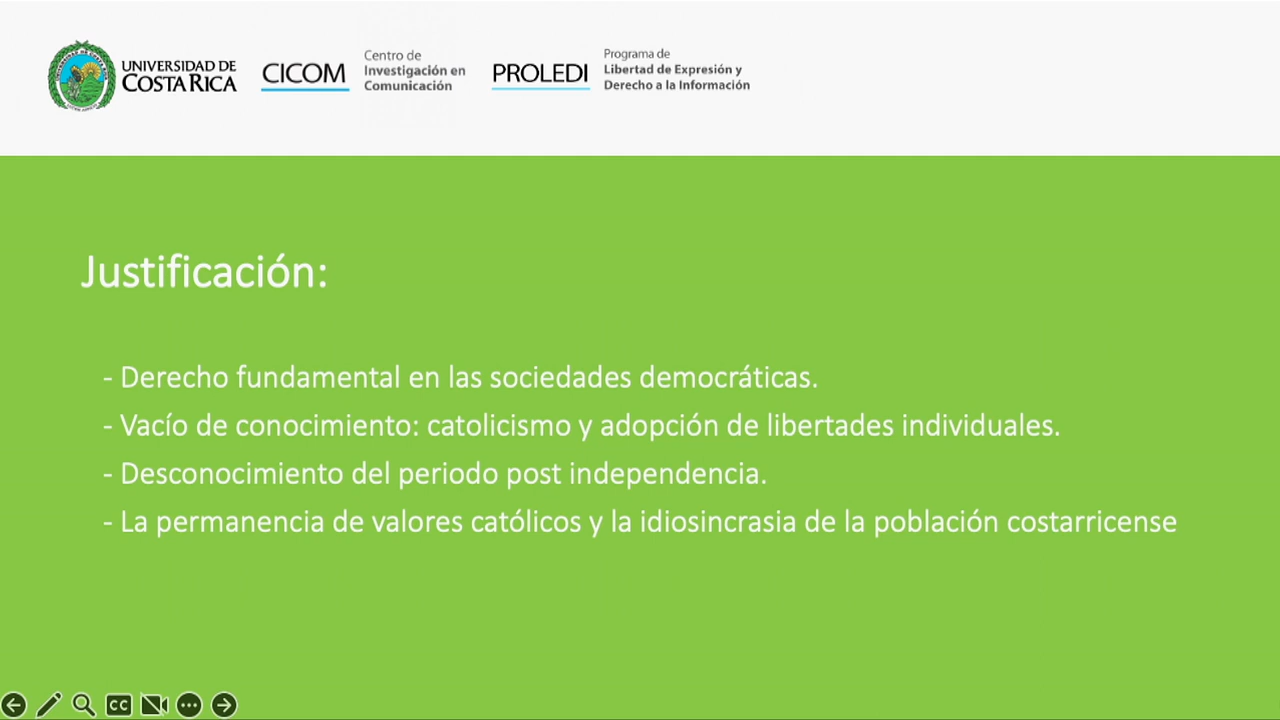 UNIVERSIDAD DE
COSTA RICA
CICOM
Centro de
Investigación en
Comunicación
PROLEDI
Programa de
Libertad de Expresión y
Derecho a la Información
Justificación:
- Derecho fundamental en las sociedades democráticas.
- Vacío de conocimiento: catolicismo y adopción de libertades individuales.
- Desconocimiento del periodo post independencia.
- La permanencia de valores católicos y la idiosincrasia de la población costarricense
CC